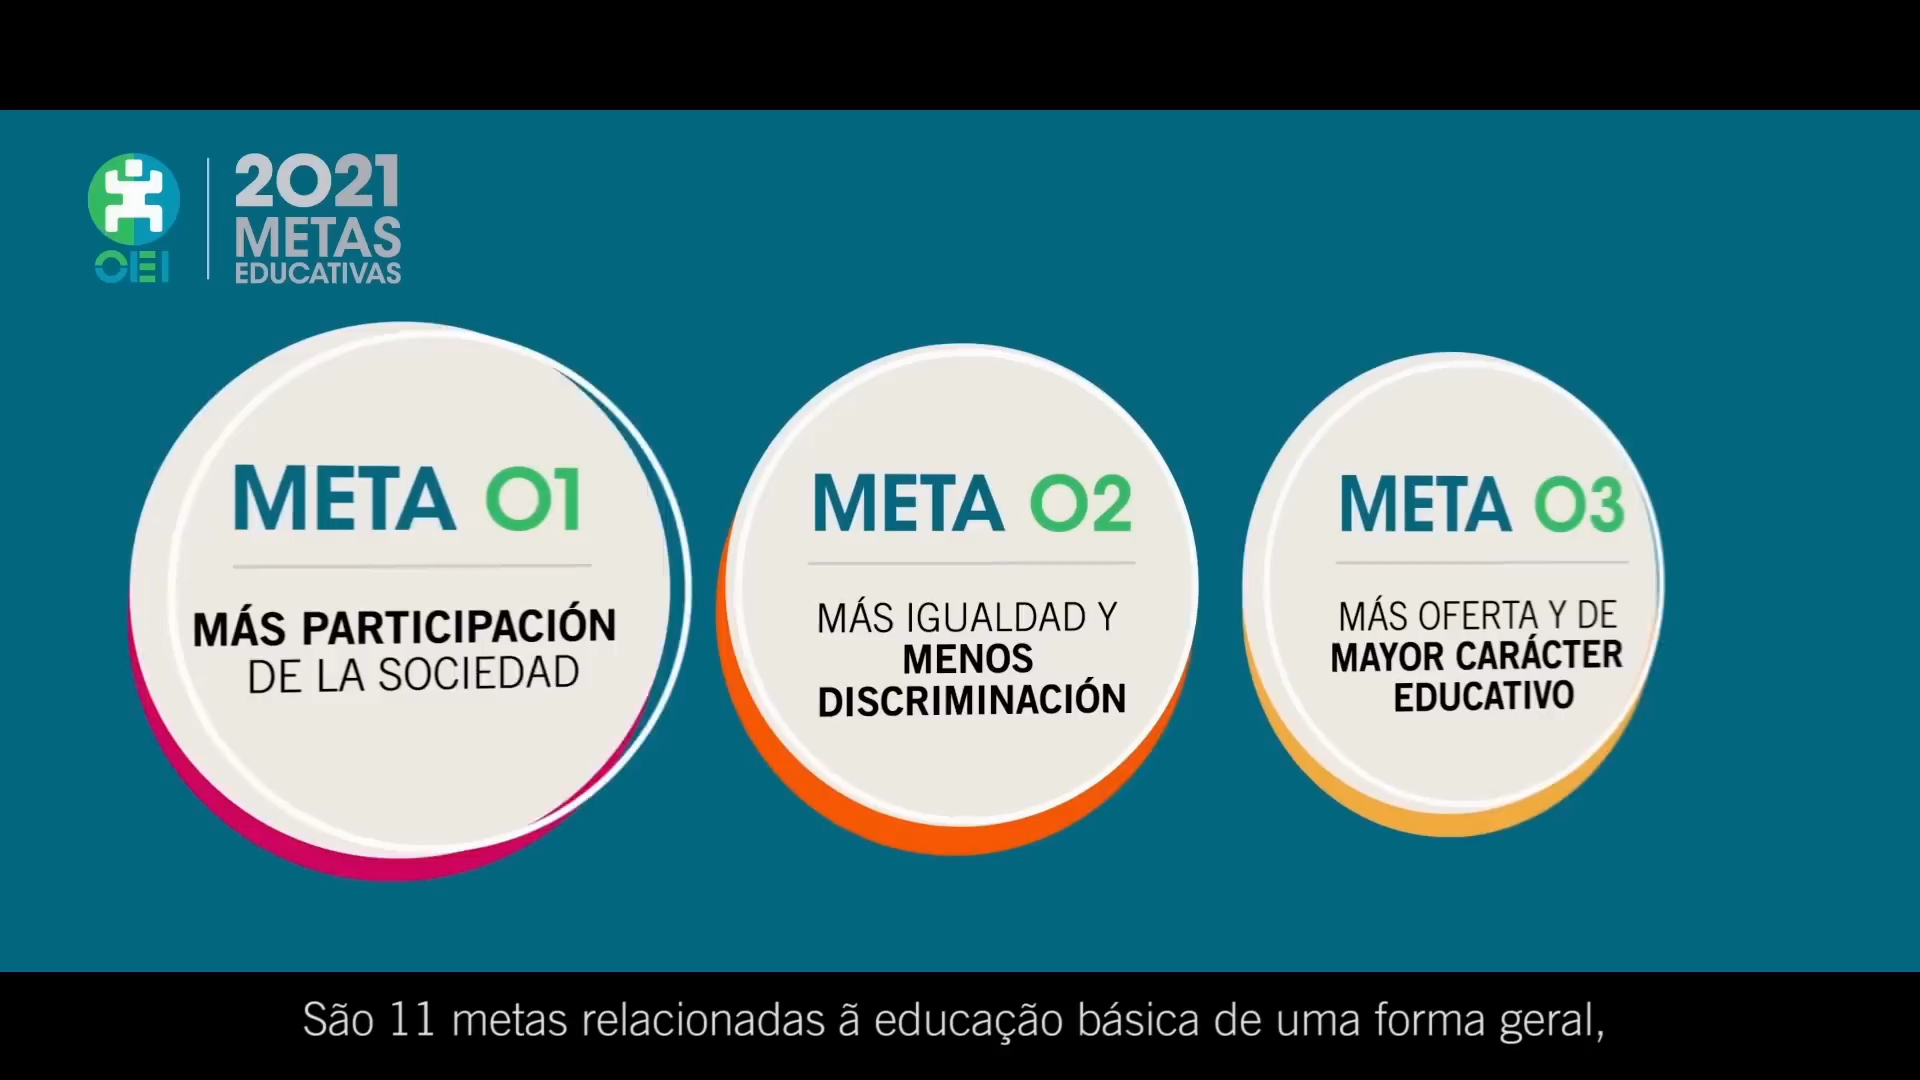 OEI
2021
METAS
EDUCATIVAS
META 01
MÁS PARTICIPACIÓN
DE LA SOCIEDAD
META 02
MÁS IGUALDAD Y
MENOS
DISCRIMINACIÓN
META 03
MÁS OFERTA Y DE
MAYOR CARÁCTER
EDUCATIVO
São 11 metas relacionadas ã educação básica de uma forma geral,